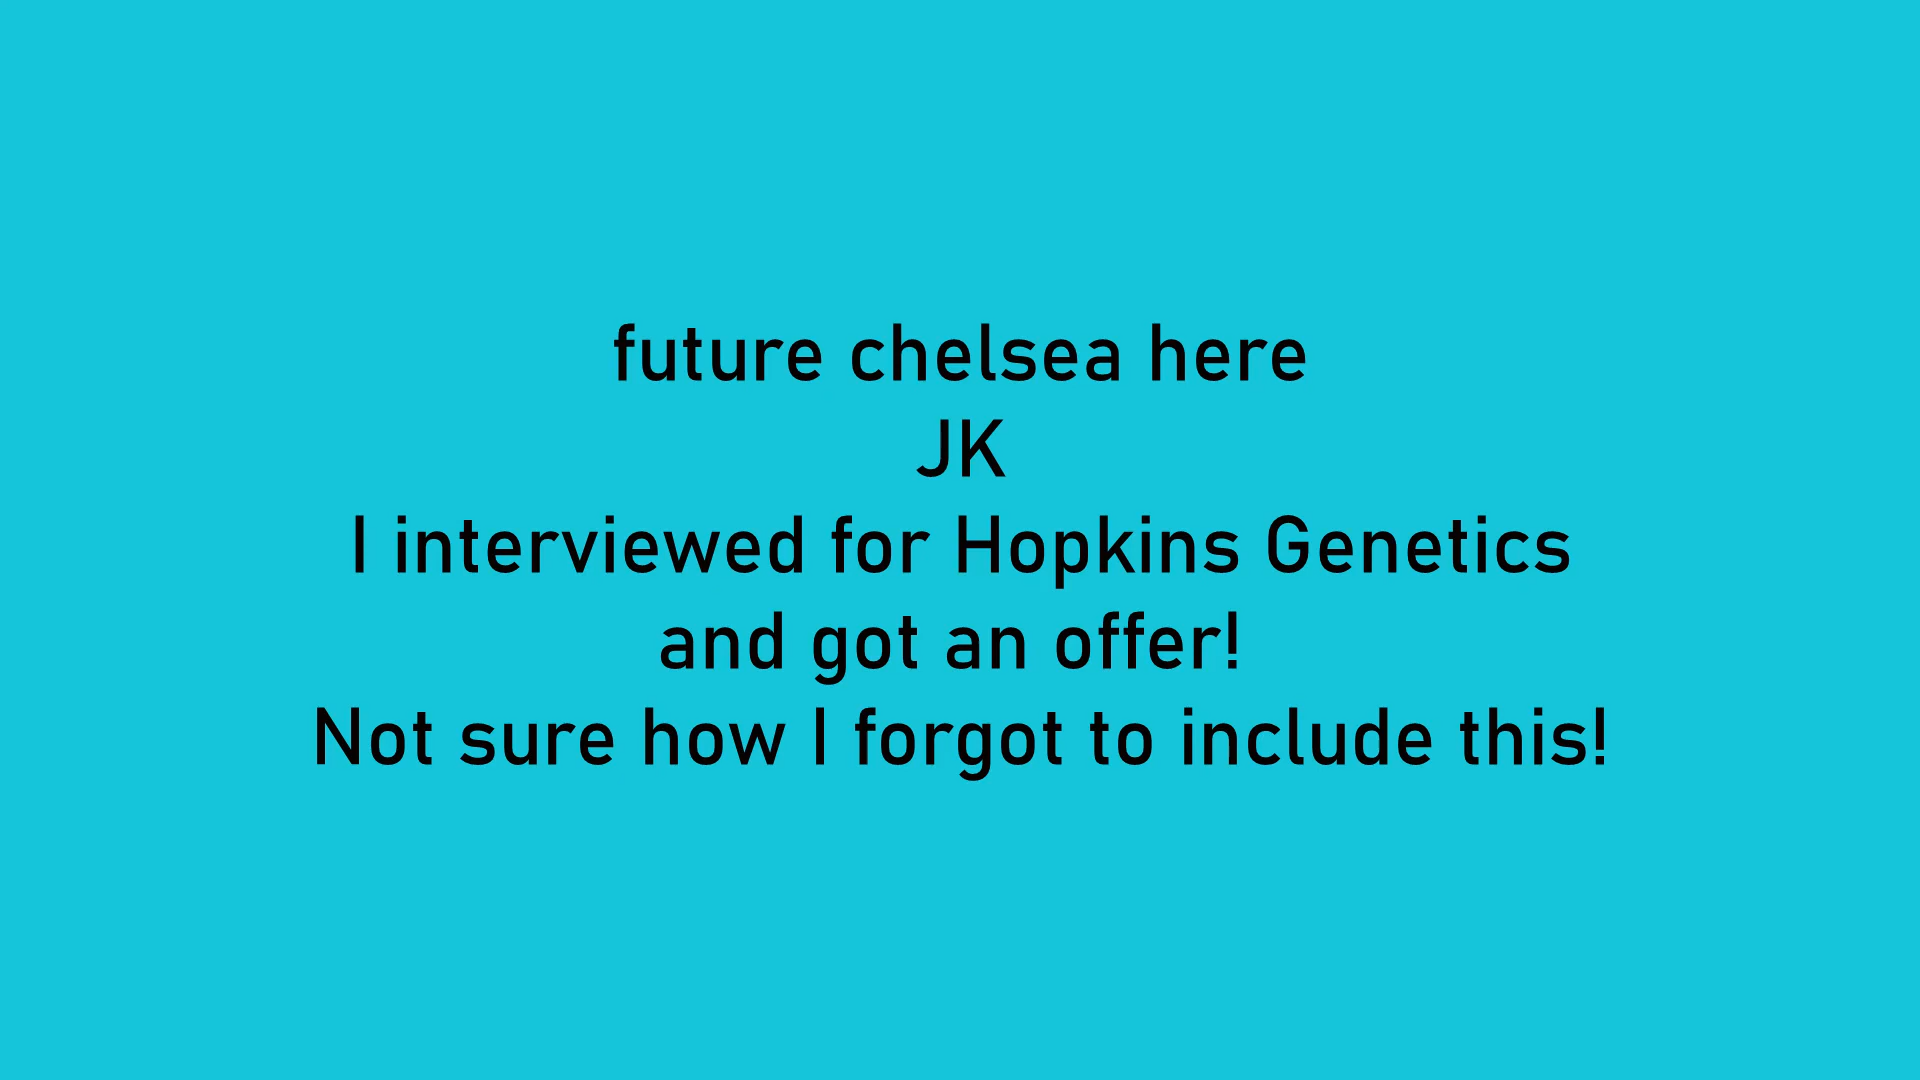 future chelsea here
JK
I interviewed for Hopkins Genetics
and got an offer!
Not sure how I forgot to include this!